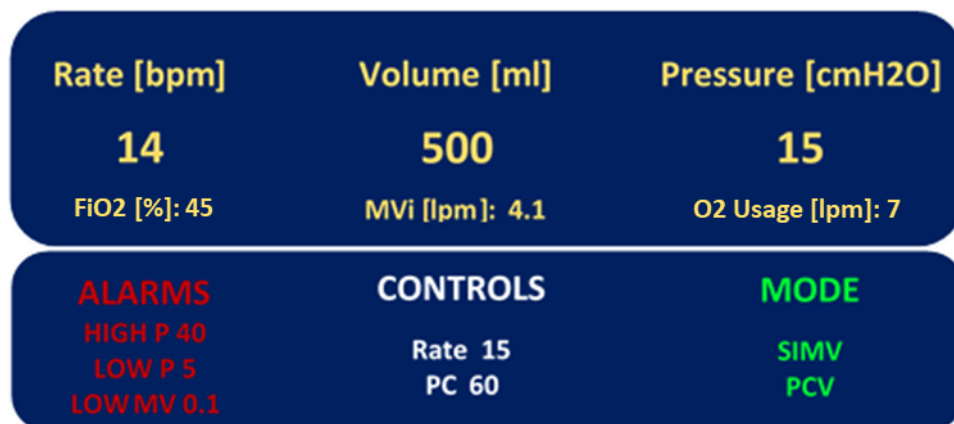 Rate [bpm] Volume [ml] Pressure [cmH2O]
14 500 15
FiO2 [%]: 45 MVi [lpm]: 4.1 O2 Usage [lpm]: 7
ALARMS CONTROLS MODE
HIGH P 40
LOW P 5
LOW MV 0.1
Rate 15
PC 60
SIMV
PCV